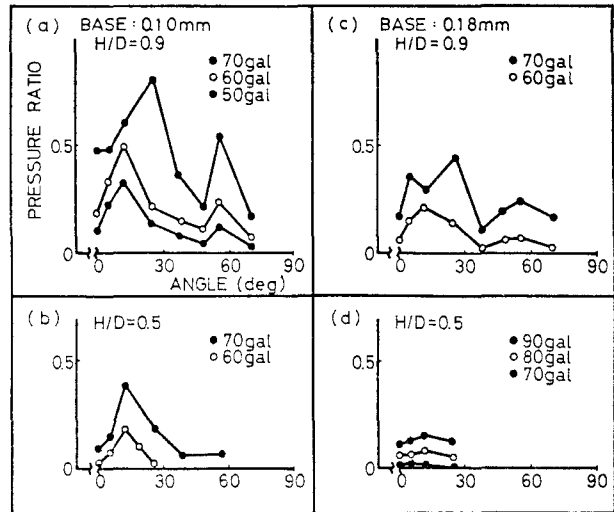 (a) BASE : 0.10mm
H/D=0.9
70gal
60gal
50gal
PRESSURE RATIO
0.5
0
0 30 60 90
ANGLE (deg)
(c) BASE : 0.18mm
H/D=0.9
70gal
60gal
0.5
0
0 30 60 90
(b) H/D=0.5
70gal
60gal
0.5
0
0 30 60 90
(d) H/D=0.5
90gal
80gal
70gal
0.5
0
0 30 60 90